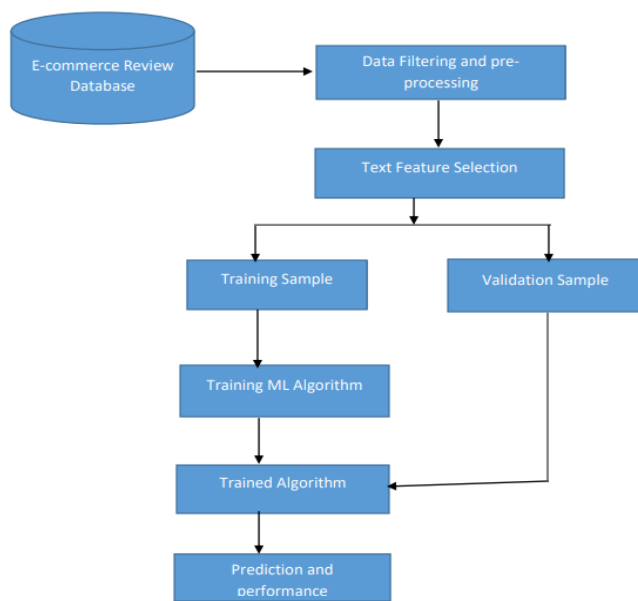 E-commerce Review
Database
Data Filtering and pre-
processing
Text Feature Selection
Training Sample
Validation Sample
Training ML Algorithm
Trained Algorithm
Prediction and
performance